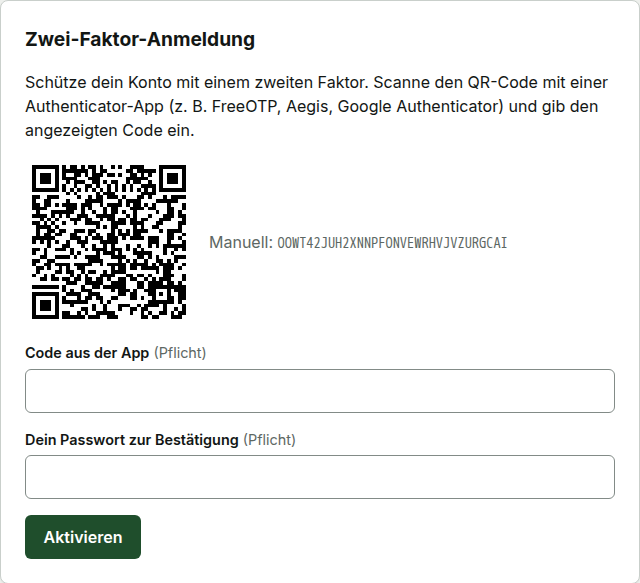 Zwei-Faktor-Anmeldung
Schütze dein Konto mit einem zweiten Faktor. Scanne den QR-Code mit einer
Authenticator-App (z. B. FreeOTP, Aegis, Google Authenticator) und gib den
angezeigten Code ein.
Manuell: OOWT42JUH2XNNPFONVEWRHVJVZURGCAI
Code aus der App (Pflicht)
Dein Passwort zur Bestätigung (Pflicht)
Aktivieren